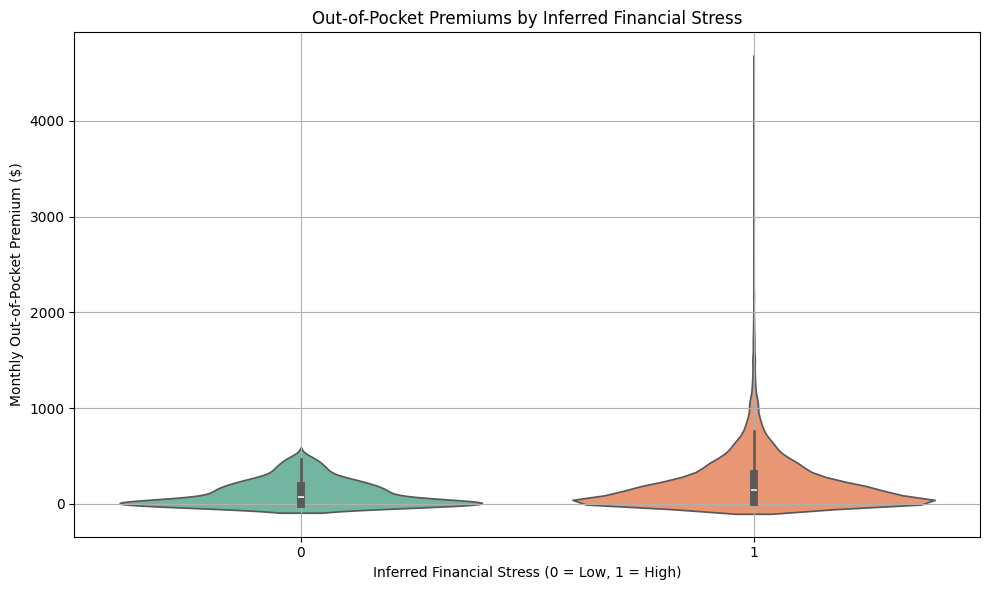 Out-of-Pocket Premiums by Inferred Financial Stress
Monthly Out-of-Pocket Premium ($)
4000
3000
2000
1000
0
0
1
Inferred Financial Stress (0 = Low, 1 = High)